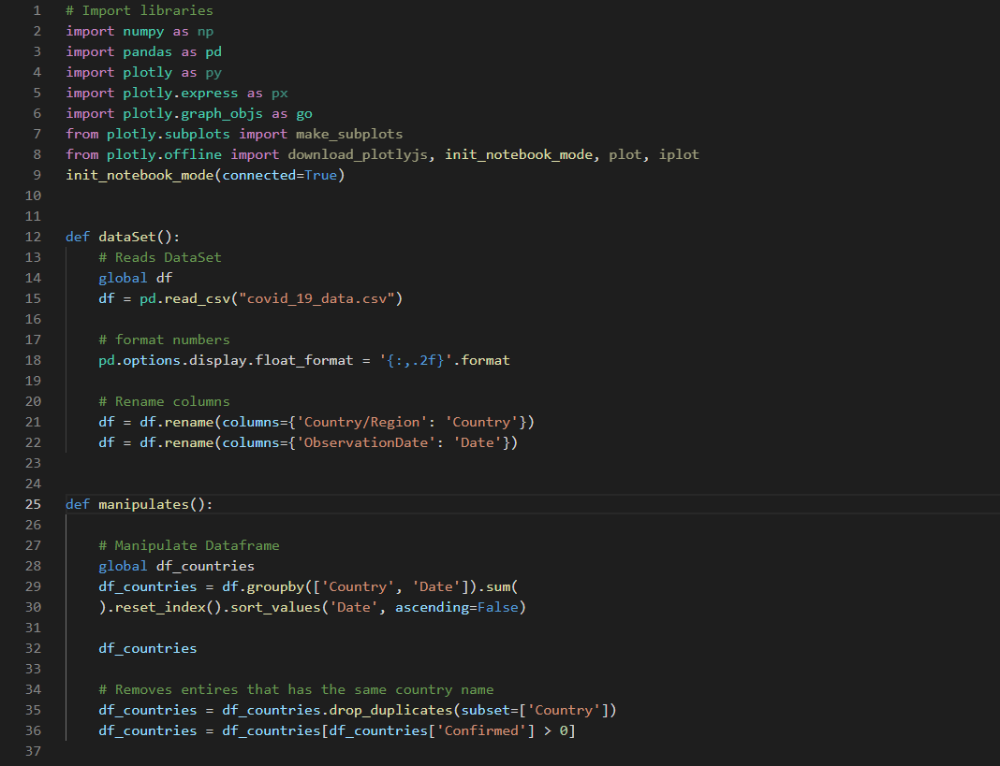 1 # Import libraries
2 import numpy as np
3 import pandas as pd
4 import plotly as py
5 import plotly.express as px
6 import plotly.graph_objs as go
7 from plotly.subplots import make_subplots
8 from plotly.offline import download_plotlyjs, init_notebook_mode, plot, iplot
9 init_notebook_mode(connected=True)
10
11
12 def dataSet():
13     # Reads DataSet
14     global df
15     df = pd.read_csv("covid_19_data.csv")
16
17     # format numbers
18     pd.options.display.float_format = '{:,.2f}'.format
19
20     # Rename columns
21     df = df.rename(columns={'Country/Region': 'Country'})
22     df = df.rename(columns={'ObservationDate': 'Date'})
23
24
25 def manipulates():
26
27     # Manipulate Dataframe
28     global df_countries
29     df_countries = df.groupby(['Country', 'Date']).sum(
30     ).reset_index().sort_values('Date', ascending=False)
31
32     df_countries
33
34     # Removes entires that has the same country name
35     df_countries = df_countries.drop_duplicates(subset=['Country'])
36     df_countries = df_countries[df_countries['Confirmed'] > 0]
37